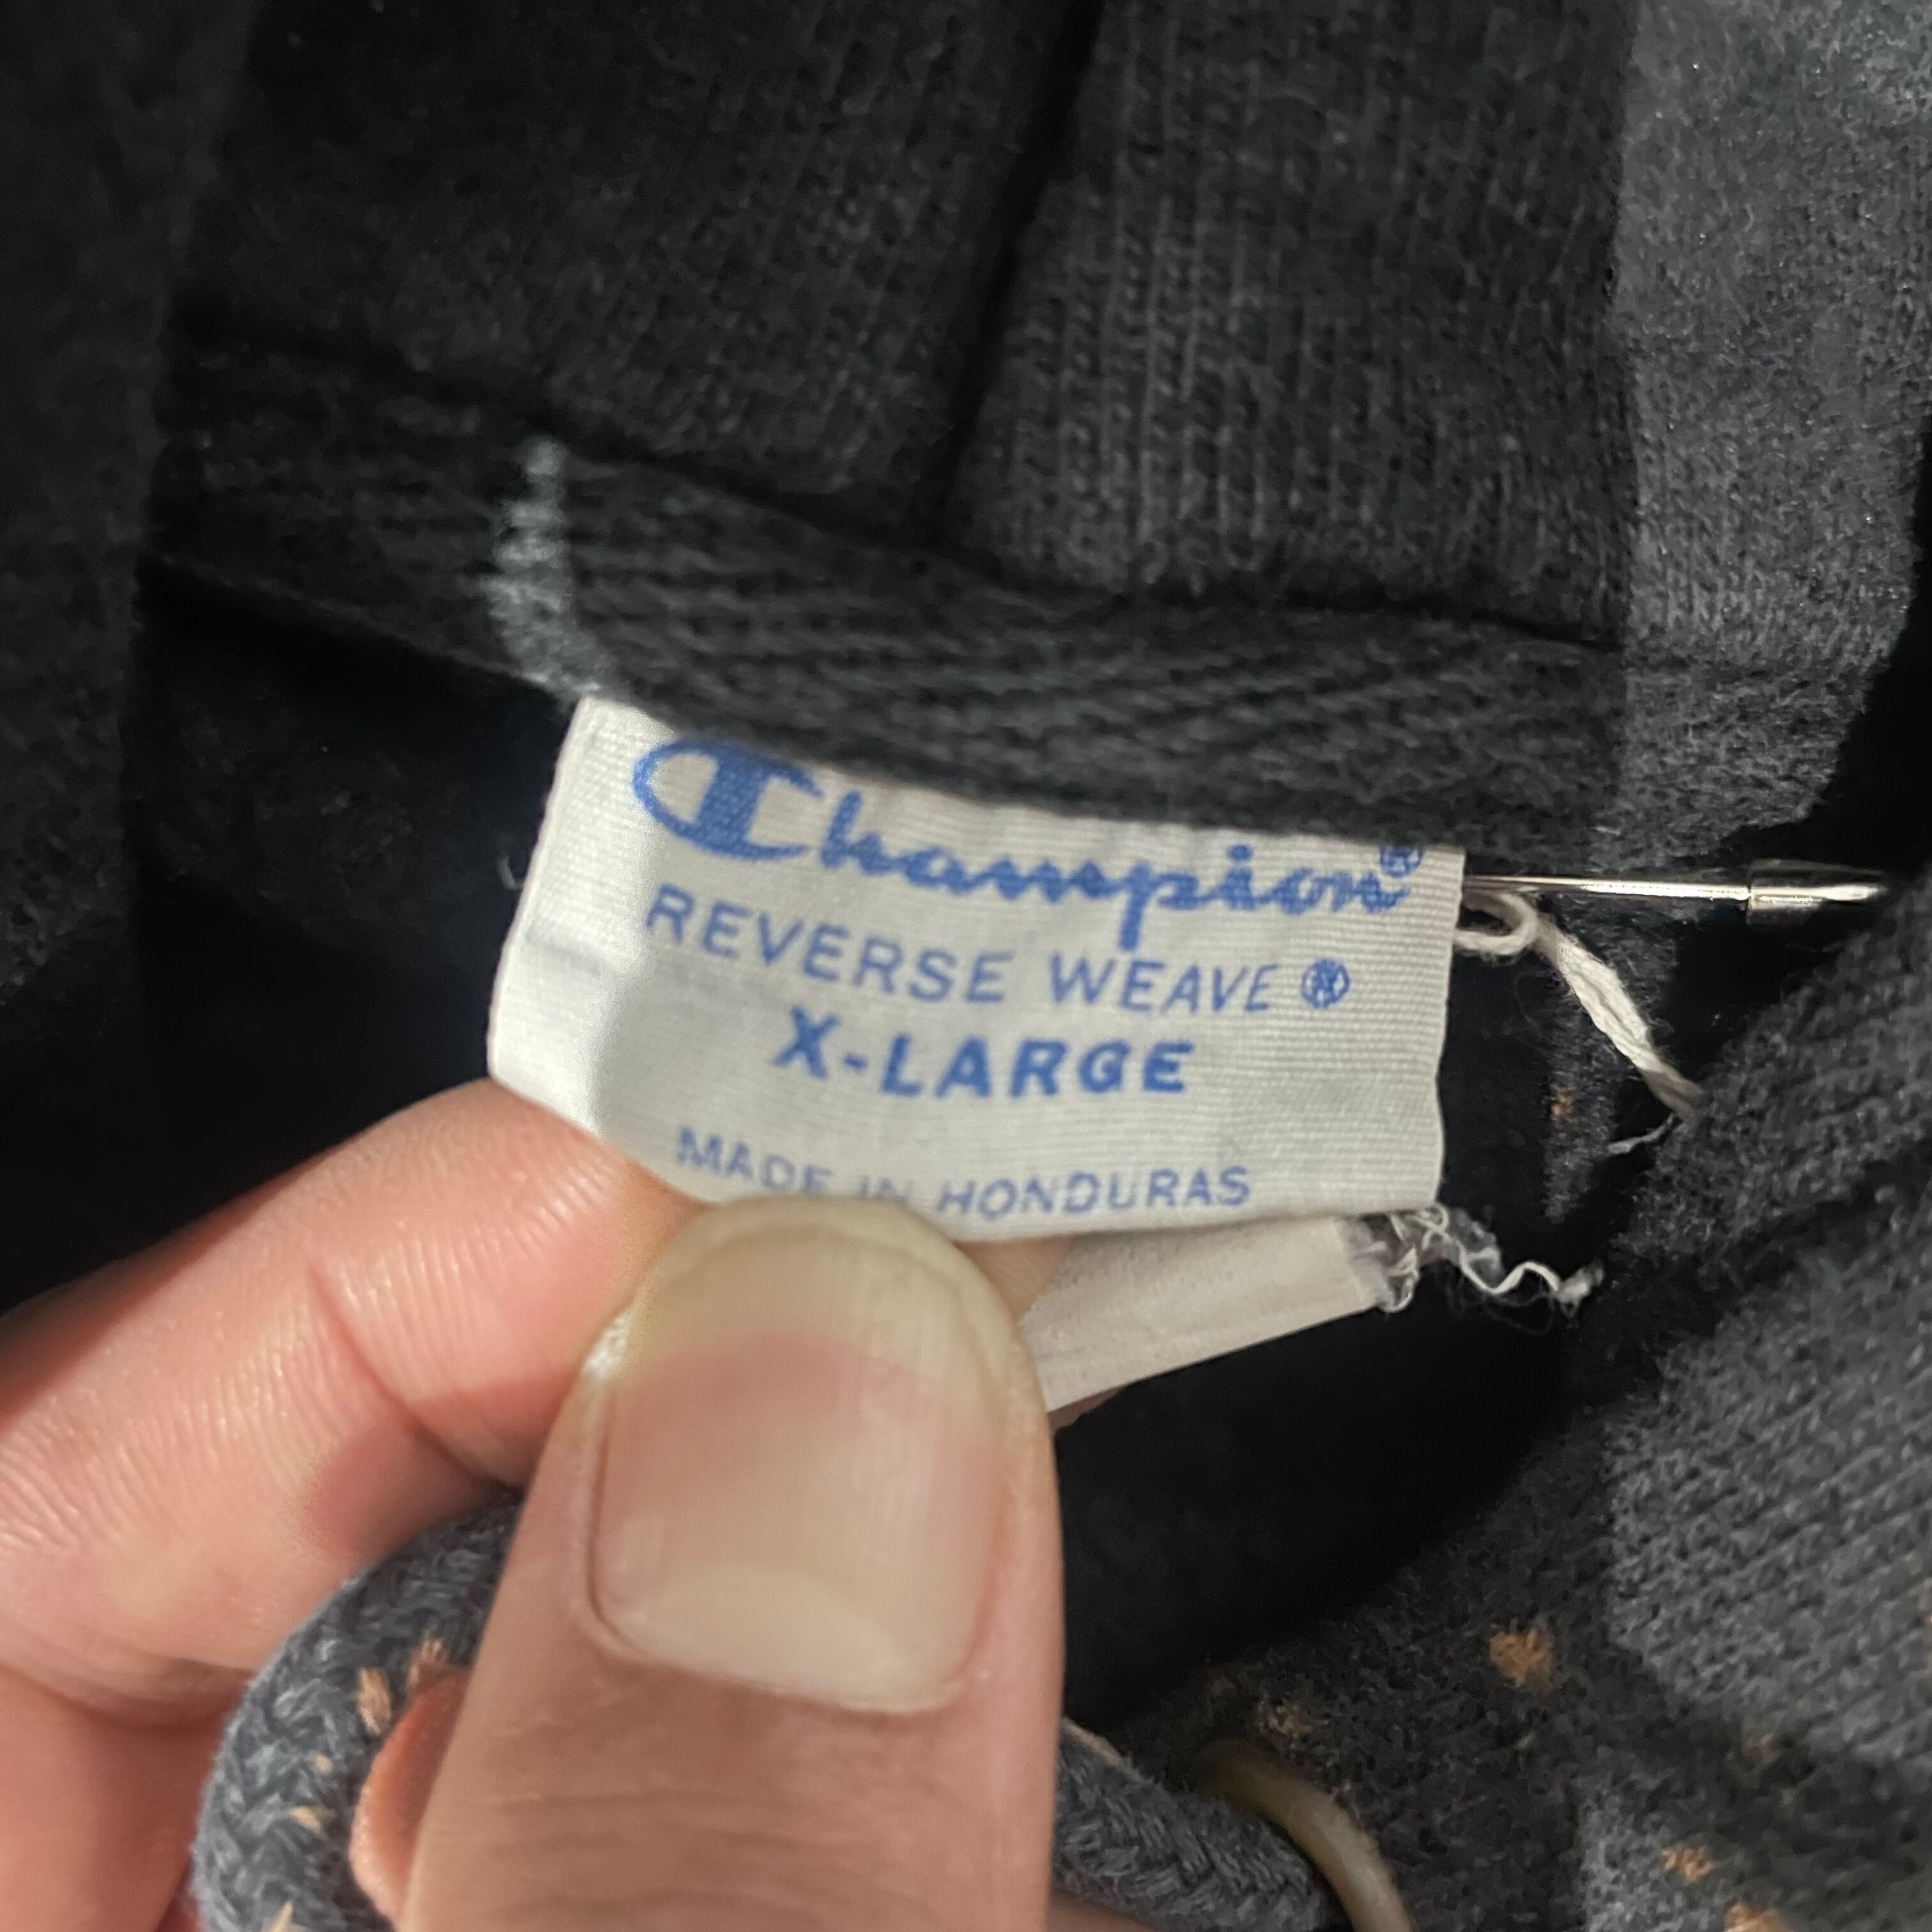 Champion®
REVERSE WEAVE®
X-LARGE
MADE IN HONDURAS